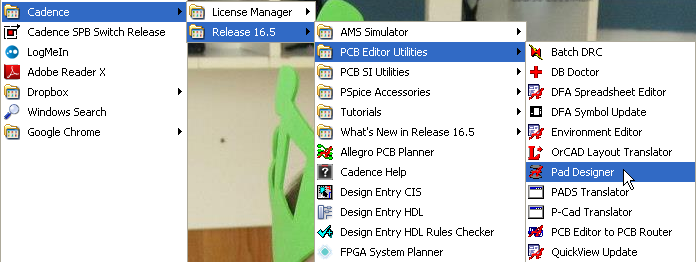 Cadence
Cadence SPB Switch Release
LogMeIn
Adobe Reader X
Dropbox
Windows Search
Google Chrome
License Manager
Release 16.5
AMS Simulator
PCB Editor Utilities
PCB SI Utilities
PSpice Accessories
Tutorials
What's New in Release 16.5
Allegro PCB Planner
Cadence Help
Design Entry CIS
Design Entry HDL
Design Entry HDL Rules Checker
FPGA System Planner
Batch DRC
DB Doctor
DFA Spreadsheet Editor
DFA Symbol Update
Environment Editor
OrCAD Layout Translator
Pad Designer
PADS Translator
P-Cad Translator
PCB Editor to PCB Router
QuickView Update